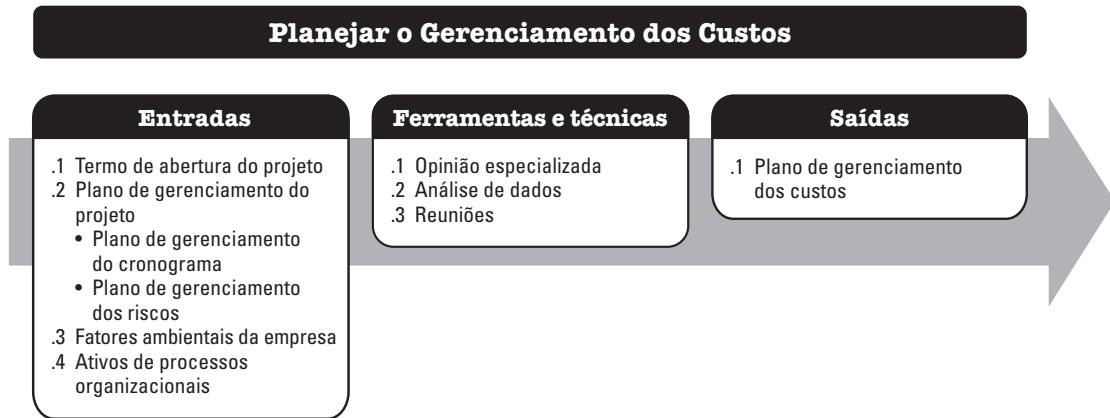 Planejar o Gerenciamento dos Custos
Entradas
.1 Termo de abertura do projeto
.2 Plano de gerenciamento do
projeto
• Plano de gerenciamento
do cronograma
• Plano de gerenciamento
dos riscos
.3 Fatores ambientais da empresa
.4 Ativos de processos
organizacionais
Ferramentas e técnicas
.1 Opinião especializada
.2 Análise de dados
.3 Reuniões
Saídas
.1 Plano de gerenciamento
dos custos